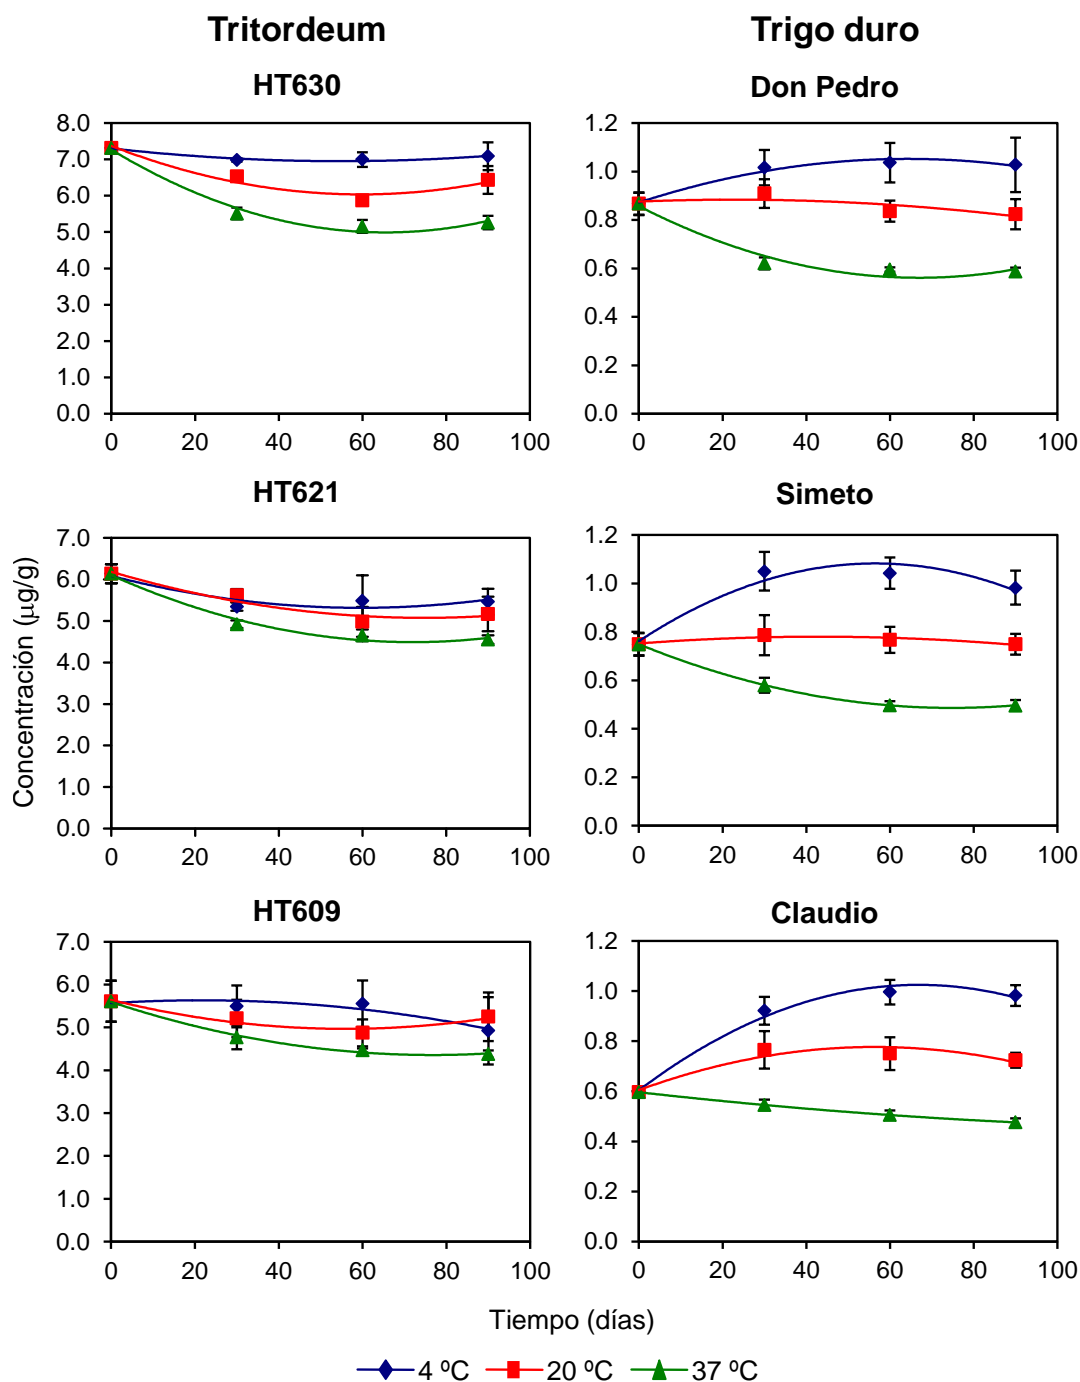 Tritordeum
Trigo duro
HT630
Don Pedro
8.0
7.0
6.0
5.0
4.0
3.0
2.0
1.0
0.0
0 20 40 60 80 100
1.2
1.0
0.8
0.6
0.4
0.2
0.0
0 20 40 60 80 100
HT621
Simeto
Concentración (µg/g)
7.0
6.0
5.0
4.0
3.0
2.0
1.0
0.0
0 20 40 60 80 100
1.2
1.0
0.8
0.6
0.4
0.2
0.0
0 20 40 60 80 100
HT609
Claudio
7.0
6.0
5.0
4.0
3.0
2.0
1.0
0.0
0 20 40 60 80 100
1.2
1.0
0.8
0.6
0.4
0.2
0.0
0 20 40 60 80 100
Tiempo (días)
4 ºC 20 ºC 37 ºC